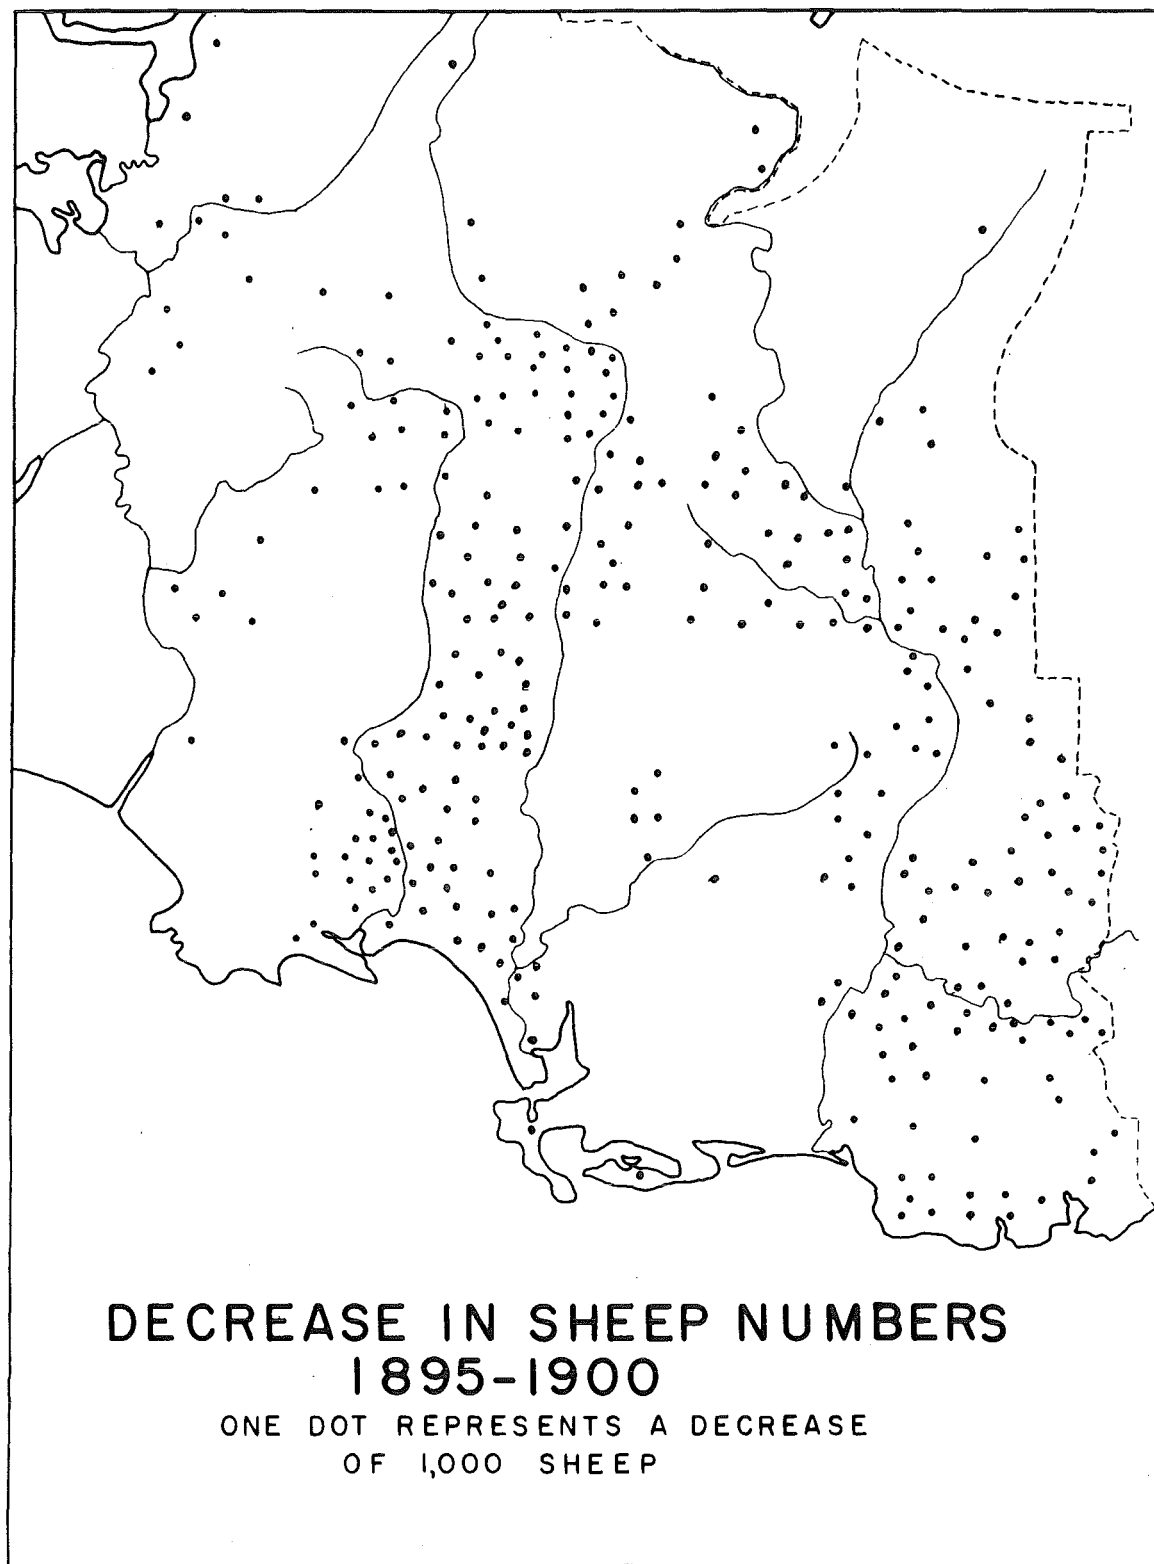 DECREASE IN SHEEP NUMBERS
1895-1900
ONE DOT REPRESENTS A DECREASE
OF 1,000 SHEEP